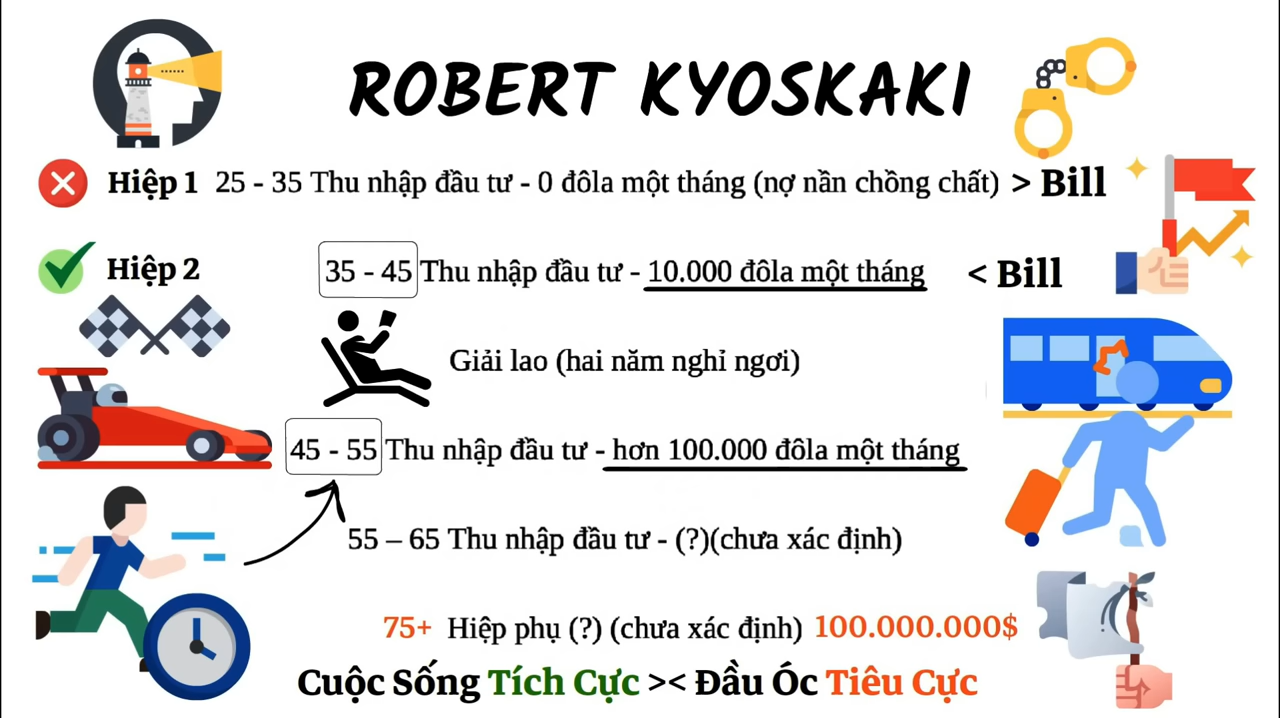 ROBERT KYOSKAKI
Hiệp 1 25 - 35 Thu nhập đầu tư - 0 đôla một tháng (nợ nần chồng chất) > Bill
Hiệp 2 35 - 45 Thu nhập đầu tư - 10.000 đôla một tháng < Bill
Giải lao (hai năm nghỉ ngơi)
45 - 55 Thu nhập đầu tư - hơn 100.000 đôla một tháng
55 – 65 Thu nhập đầu tư - (?)(chưa xác định)
75+ Hiệp phụ (?) (chưa xác định) 100.000.000$
Cuộc Sống Tích Cực >< Đầu Óc Tiêu Cực